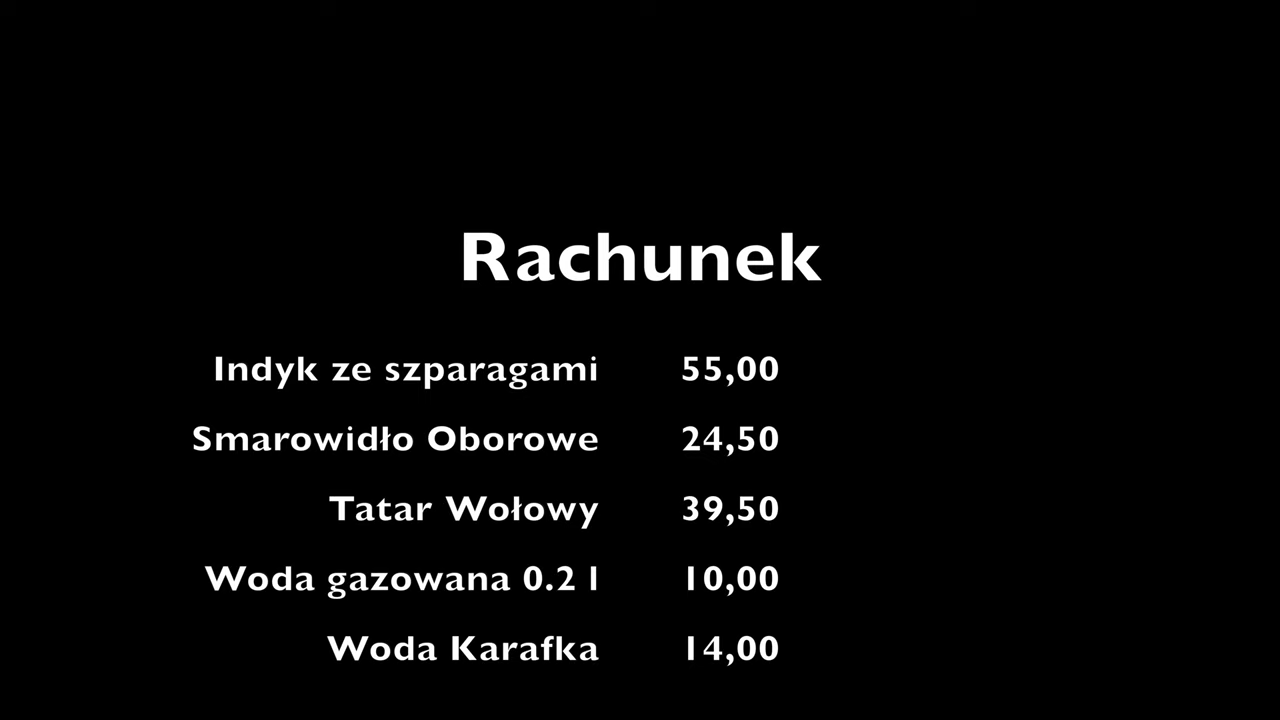 Rachunek
Indyk ze szparagami 55,00
Smarowidło Oborowe 24,50
Tatar Wołowy 39,50
Woda gazowana 0.2 l 10,00
Woda Karafka 14,00